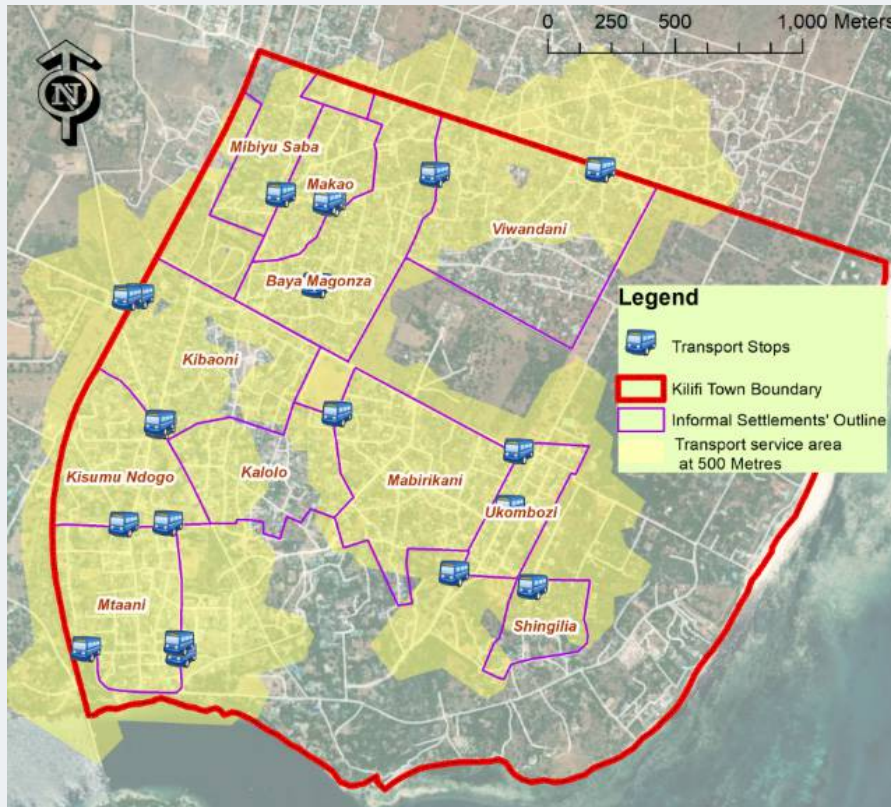 0 250 500 1,000 Meters
N
Mibiyu Saba
Makao
Viwandani
Baya Magonza
Legend
Transport Stops
Kilifi Town Boundary
Informal Settlements' Outline
Transport service area
at 500 Metres
Kibaoni
Kisumu Ndogo
Kalolo
Mabirikani
Ukombozi
Mtaani
Shingilia